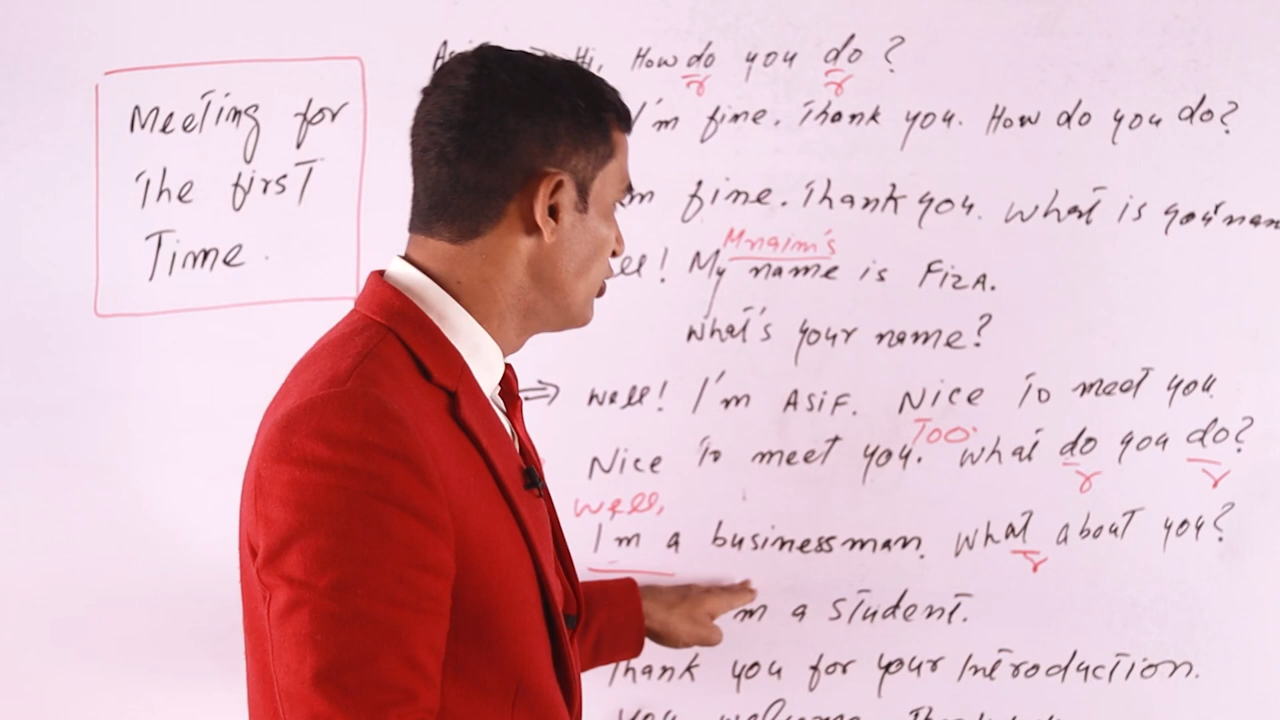 Meeting for
The first
Time.
Hi, How do you do?
I'm fine. Thank you. How do you do?
fine. Thank you. What is your
Mnaim's
My name is FIZA.
What's your name?
⇒ Well! I'm ASIF. Nice To meet you
Too.
Nice To meet you. What do you do?
Well,
I'm a businessman. What about you?
m a student.
Thank you for your Introduction.